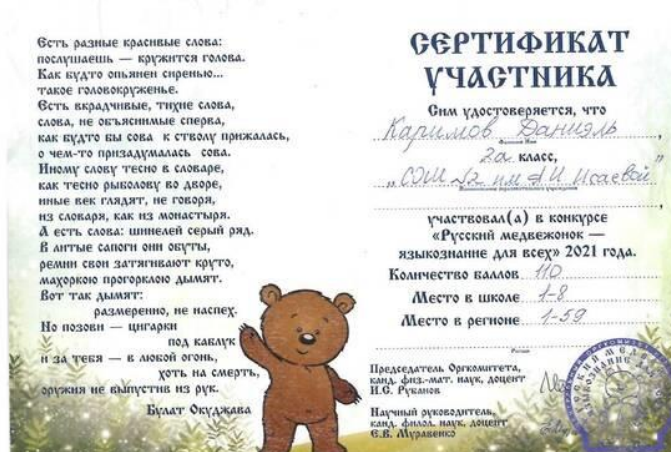 Есть разные красивые слова:
послушаешь — кружится голова.
Как будто опьянен сиренью...
такое головокруженье.
Есть вкрадчивые, тихие слова,
слова, не объяснимые сперва,
как будто бы сова к стволу прижалась,
о чем-то призадумалась сова.
Иному слову тесно в словаре,
как тесно рыболову во дворе,
иные век глядят, не говоря,
из словаря, как из монастыря.
А есть слова: шинелей серый ряд.
В литые сапоги они обуты,
ремни свои затягивают круто,
махоркою прогорклою дымят.
Вот так дымят:
размеренно, не наспех.
Но позови — цигарки
под каблук
и за тебя — в любой огонь,
хоть на смерть,
оружия не выпустив из рук.
Булат Окуджава
СЕРТИФИКАТ
УЧАСТНИКА
Сим удостоверяется, что
Каримов Даниэль,
Фамилия Имя
2а класс,
„СОШ №2 им А И Исаевой"
участвовал(а) в конкурсе
«Русский медвежонок —
языкознание для всех» 2021 года.
Количество баллов 110
Место в школе 1-8
Место в регионе 1-59
Председатель Оргкомитета,
канд. физ.-мат. наук, доцент
И.С. Рубанов
Научный руководитель,
канд. филол. наук, доцент
Е.В. Муравенко